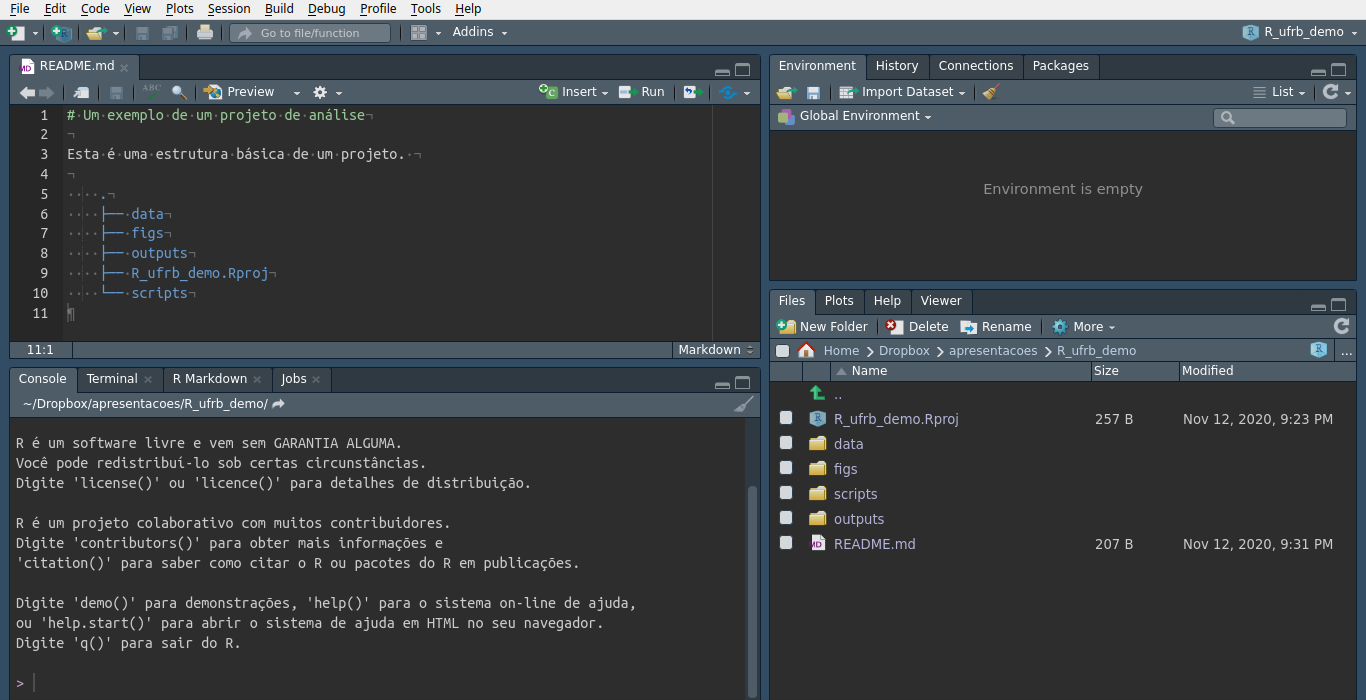 File Edit Code View Plots Session Build Debug Profile Tools Help
Go to file/function Addins R_ufrb_demo
README.md
ABC Preview Insert Run
1 # Um exemplo de um projeto de análise
2
3 Esta é uma estrutura básica de um projeto.
4
5 .
6 ├── data
7 ├── figs
8 ├── outputs
9 ├── R_ufrb_demo.Rproj
10 └── scripts
11
11:1 Markdown
Console Terminal R Markdown Jobs
~/Dropbox/apresentacoes/R_ufrb_demo/
R é um software livre e vem sem GARANTIA ALGUMA.
Você pode redistribuí-lo sob certas circunstâncias.
Digite 'license()' ou 'licence()' para detalhes de distribuição.
R é um projeto colaborativo com muitos contribuidores.
Digite 'contributors()' para obter mais informações e
'citation()' para saber como citar o R ou pacotes do R em publicações.
Digite 'demo()' para demonstrações, 'help()' para o sistema on-line de ajuda,
ou 'help.start()' para abrir o sistema de ajuda em HTML no seu navegador.
Digite 'q()' para sair do R.
>
Environment History Connections Packages
Import Dataset List
Global Environment
Environment is empty
Files Plots Help Viewer
New Folder Delete Rename More
Home Dropbox apresentacoes R_ufrb_demo ...
Name Size Modified
..
R_ufrb_demo.Rproj 257 B Nov 12, 2020, 9:23 PM
data
figs
scripts
outputs
README.md 207 B Nov 12, 2020, 9:31 PM